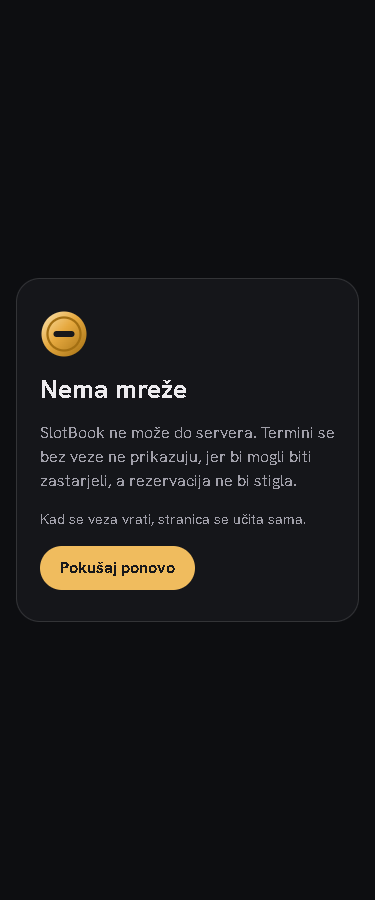 Nema mreže
SlotBook ne može do servera. Termini se
bez veze ne prikazuju, jer bi mogli biti
zastarjeli, a rezervacija ne bi stigla.
Kad se veza vrati, stranica se učita sama.
Pokušaj ponovo